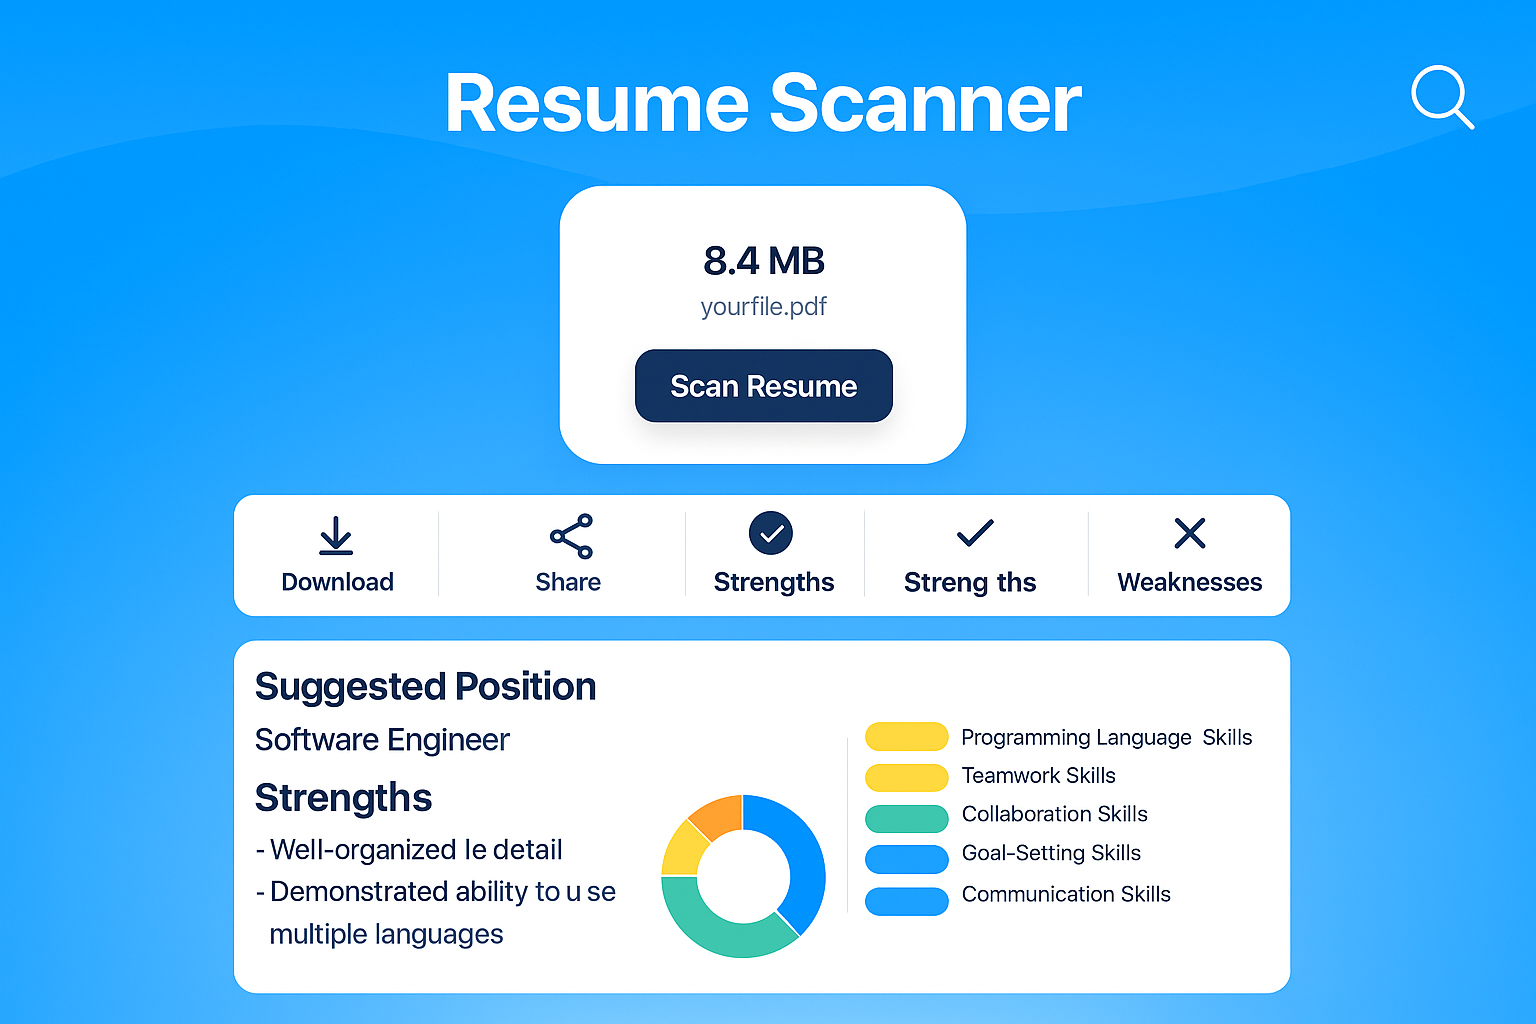 Resume Scanner
8.4 MB
yourfile.pdf
Scan Resume
Download
Share
Strengths
Streng ths
Weaknesses
Suggested Position
Software Engineer
Strengths
- Well-organized le detail
- Demonstrated ability to u se
multiple languages
Programming Language Skills
Teamwork Skills
Collaboration Skills
Goal-Setting Skills
Communication Skills